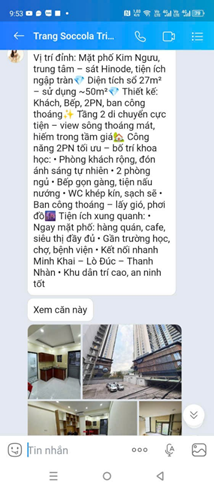 9:53
81
Trang Soccola Tri...
Vị trí đỉnh: Mặt phố Kim Ngưu,
trung tâm – sát Hinode, tiện ích
ngập tràn💎 Diện tích sổ 27m²
– sử dụng ~50m²💎 Thiết kế:
Khách, Bếp, 2PN, ban công
thoáng✨ Tầng 2 di chuyển cực
tiện – view sông thoáng mát,
hiếm trong tầm giá🏡 Công
năng 2PN tối ưu – bố trí khoa
học: • Phòng khách rộng, đón
ánh sáng tự nhiên • 2 phòng
ngủ • Bếp gọn gàng, tiện nấu
nướng • WC khép kín, sạch sẽ •
Ban công thoáng – lấy gió, phơi
đồ🌆 Tiện ích xung quanh: •
Ngay mặt phố: hàng quán, cafe,
siêu thị đầy đủ • Gần trường học,
chợ, bệnh viện • Kết nối nhanh
Minh Khai – Lò Đúc – Thanh
Nhàn • Khu dân trí cao, an ninh
tốt
Xem căn này
Tin nhắn